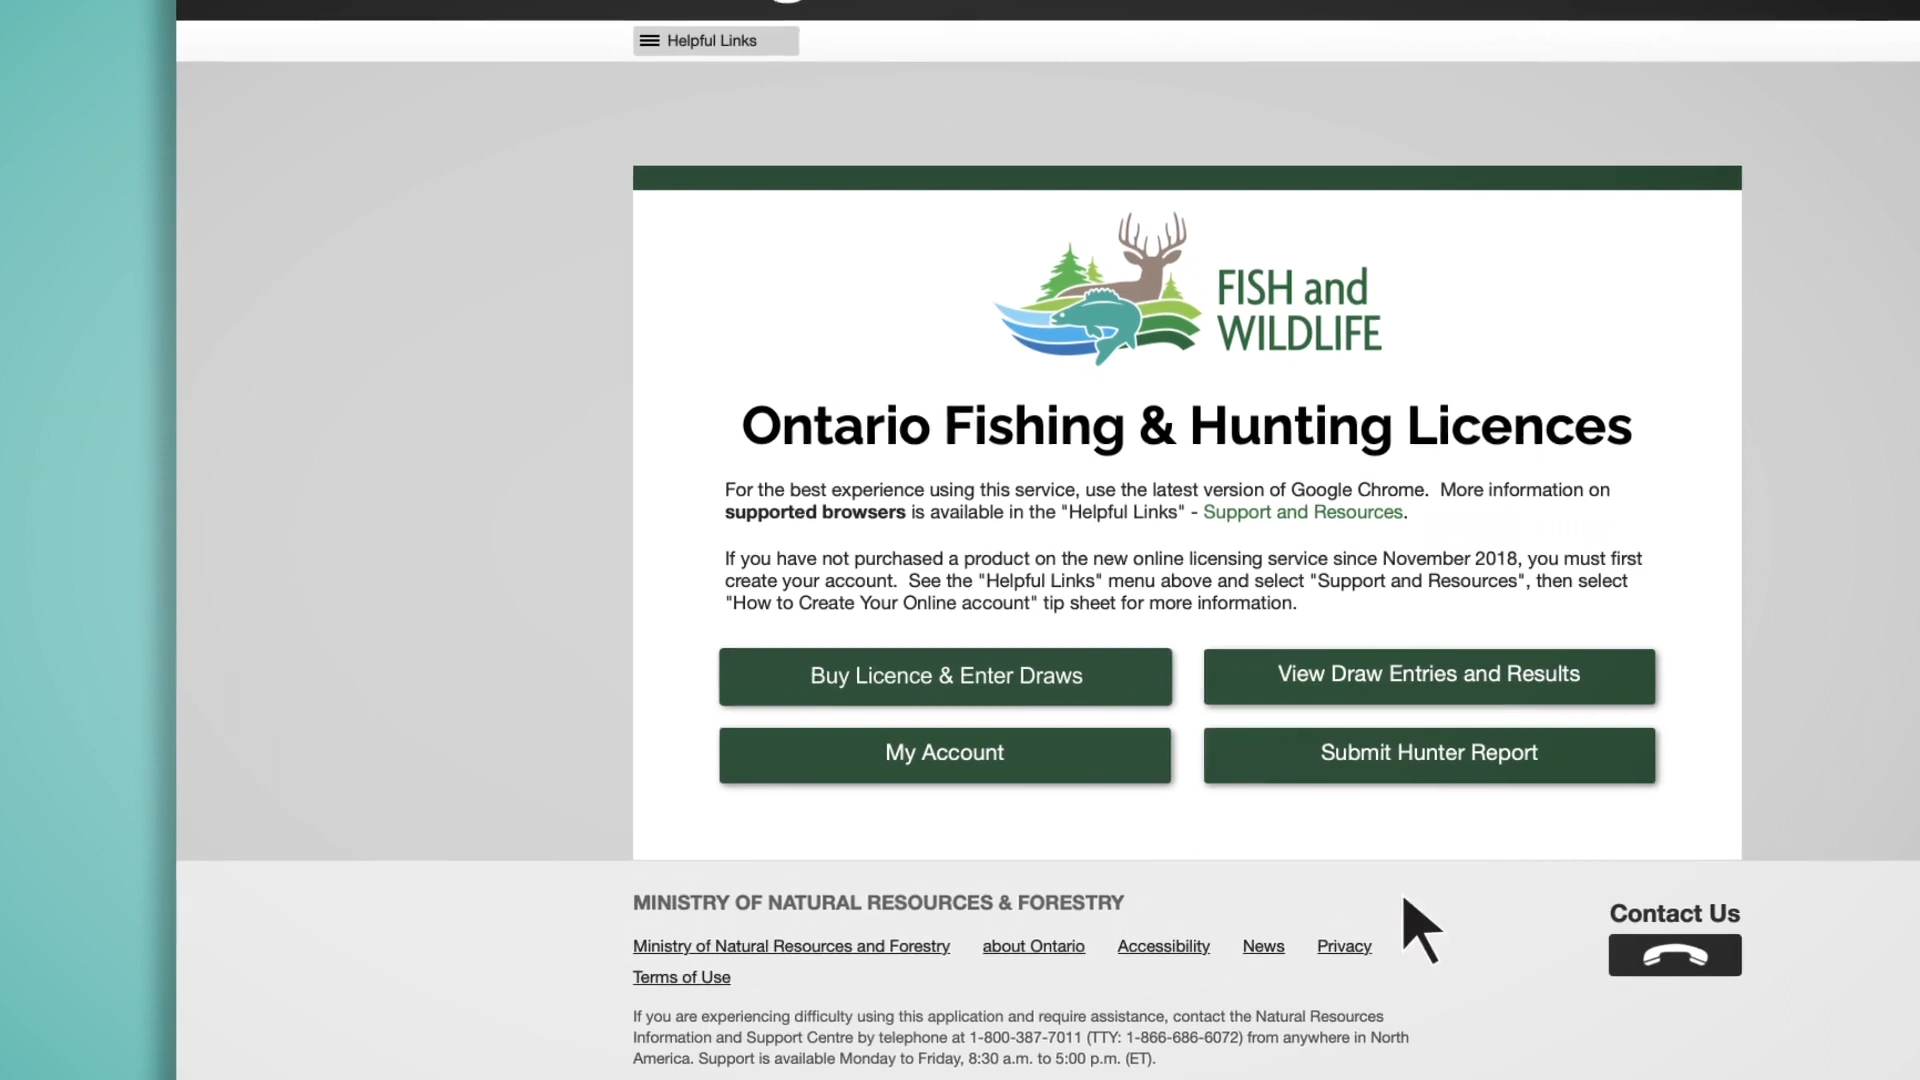 Helpful Links
FISH and
WILDLIFE
Ontario Fishing & Hunting Licences
For the best experience using this service, use the latest version of Google Chrome.  More information on
supported browsers is available in the "Helpful Links" - Support and Resources.
If you have not purchased a product on the new online licensing service since November 2018, you must first
create your account.  See the "Helpful Links" menu above and select "Support and Resources", then select
"How to Create Your Online account" tip sheet for more information.
Buy Licence & Enter Draws
View Draw Entries and Results
My Account
Submit Hunter Report
MINISTRY OF NATURAL RESOURCES & FORESTRY
Ministry of Natural Resources and Forestry about Ontario Accessibility News Privacy
Terms of Use
Contact Us
If you are experiencing difficulty using this application and require assistance, contact the Natural Resources
Information and Support Centre by telephone at 1-800-387-7011 (TTY: 1-866-686-6072) from anywhere in North
America. Support is available Monday to Friday, 8:30 a.m. to 5:00 p.m. (ET).